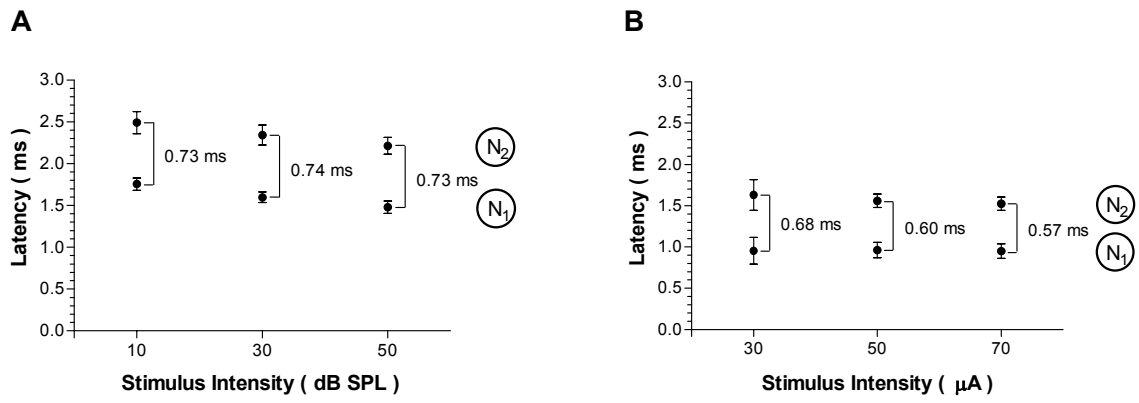 A
3.0
2.5
2.0
1.5
1.0
0.5
0.0
Latency ( ms )
0.73 ms
0.74 ms
0.73 ms
N2
N1
10
30
50
Stimulus Intensity ( dB SPL )
B
3.0
2.5
2.0
1.5
1.0
0.5
0.0
Latency ( ms )
0.68 ms
0.60 ms
0.57 ms
N2
N1
30
50
70
Stimulus Intensity ( μA )